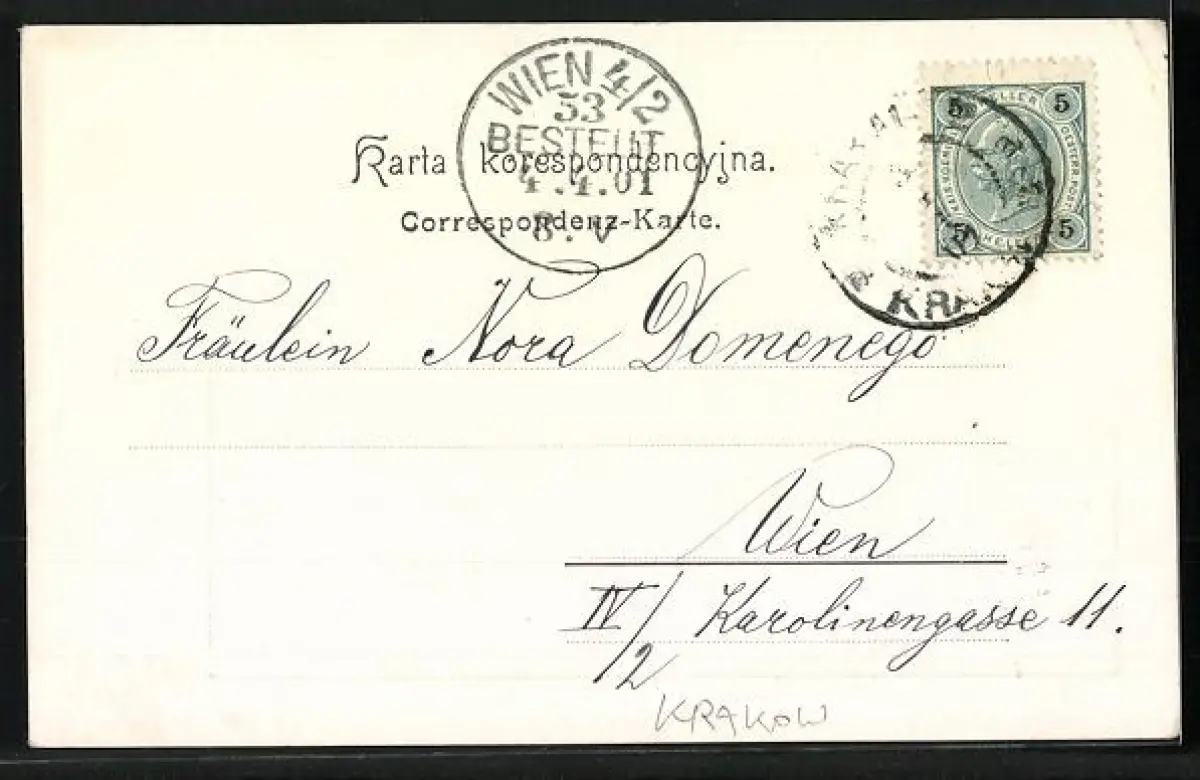 WIEN 4/2
53
BESTELLT
4.4.01
8.V
5 5
5 5
Karta korespondencyjna.
Correspondenz-Karte.
KRA
Fräulein Nora Domenego
Wien
IV/2 Karolinengasse 11.
KRAKOW